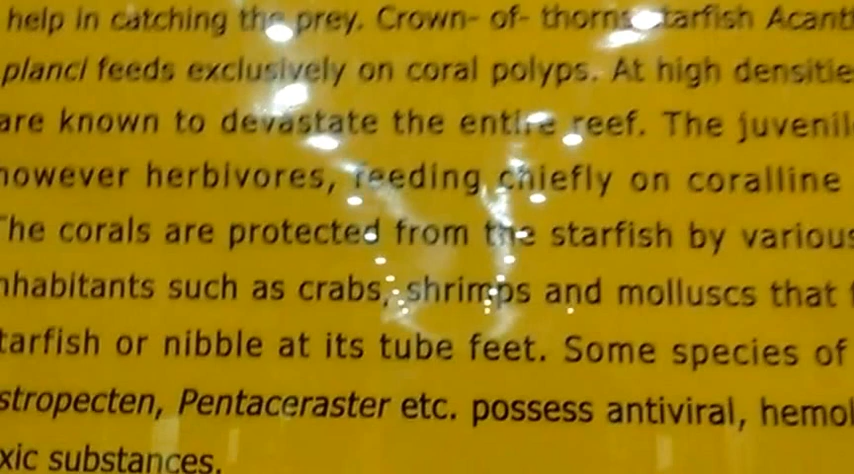 help in catching the prey. Crown- of- thorns starfish Acant
planci feeds exclusively on coral polyps. At high densitie
are known to devastate the entire reef. The juvenil
owever herbivores, feeding chiefly on coralline
The corals are protected from the starfish by various
nhabitants such as crabs, shrimps and molluscs that f
tarfish or nibble at its tube feet. Some species of
stropecten, Pentaceraster etc. possess antiviral, hemol
xic substances.